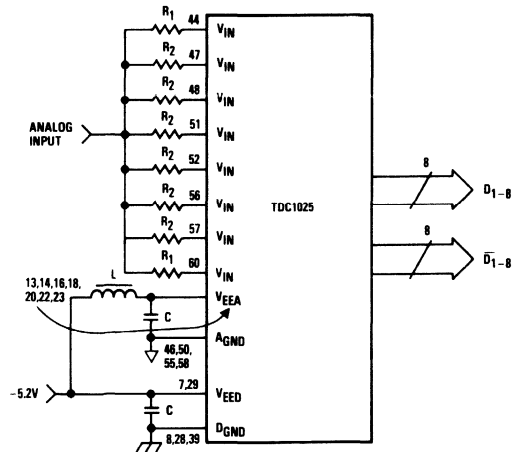 R1 44 VIN
R2 47 VIN
R2 48 VIN
ANALOG INPUT
R2 51 VIN
R2 52 VIN
8
D1–8
R2 56 VIN
TDC1025
R2 57 VIN
8
D̅1–8
R1 60 VIN
13,14,16,18,
20,22,23
L
VEEA
C
46,50,
55,58
AGND
–5.2V
7,29
VEED
C
8,28,39
DGND